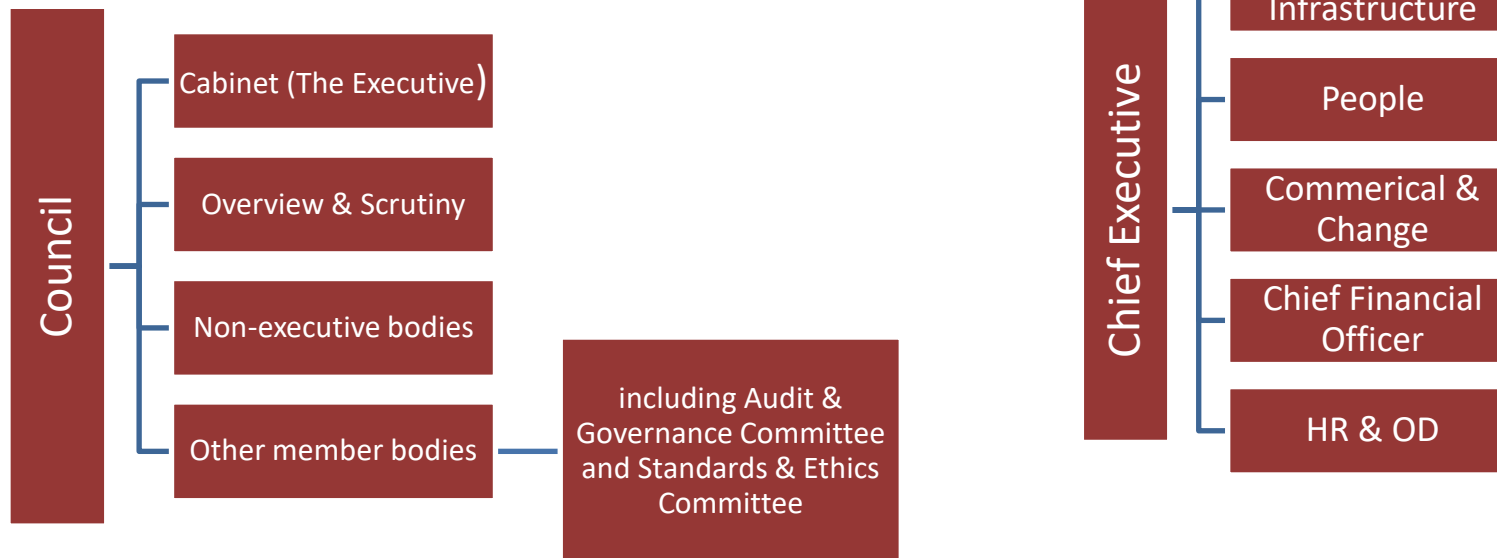 Council
Cabinet (The Executive)
Overview & Scrutiny
Non-executive bodies
Other member bodies
including Audit &
Governance Committee
and Standards & Ethics
Committee
Chief Executive
Infrastructure
People
Commerical &
Change
Chief Financial
Officer
HR & OD